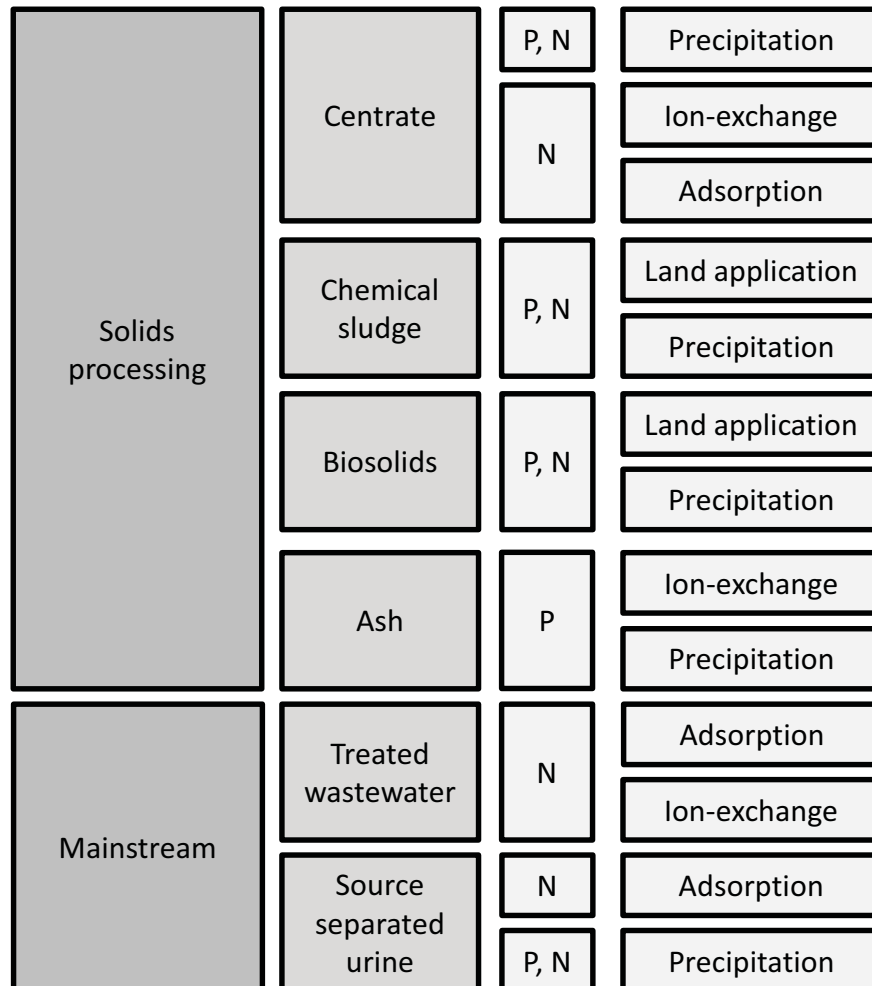 Solids
processing
Centrate
P, N
Precipitation
N
Ion-exchange
Adsorption
Chemical
sludge
P, N
Land application
Precipitation
Biosolids
P, N
Land application
Precipitation
Ash
P
Ion-exchange
Precipitation
Mainstream
Treated
wastewater
N
Adsorption
Ion-exchange
Source
separated
urine
N
Adsorption
P, N
Precipitation